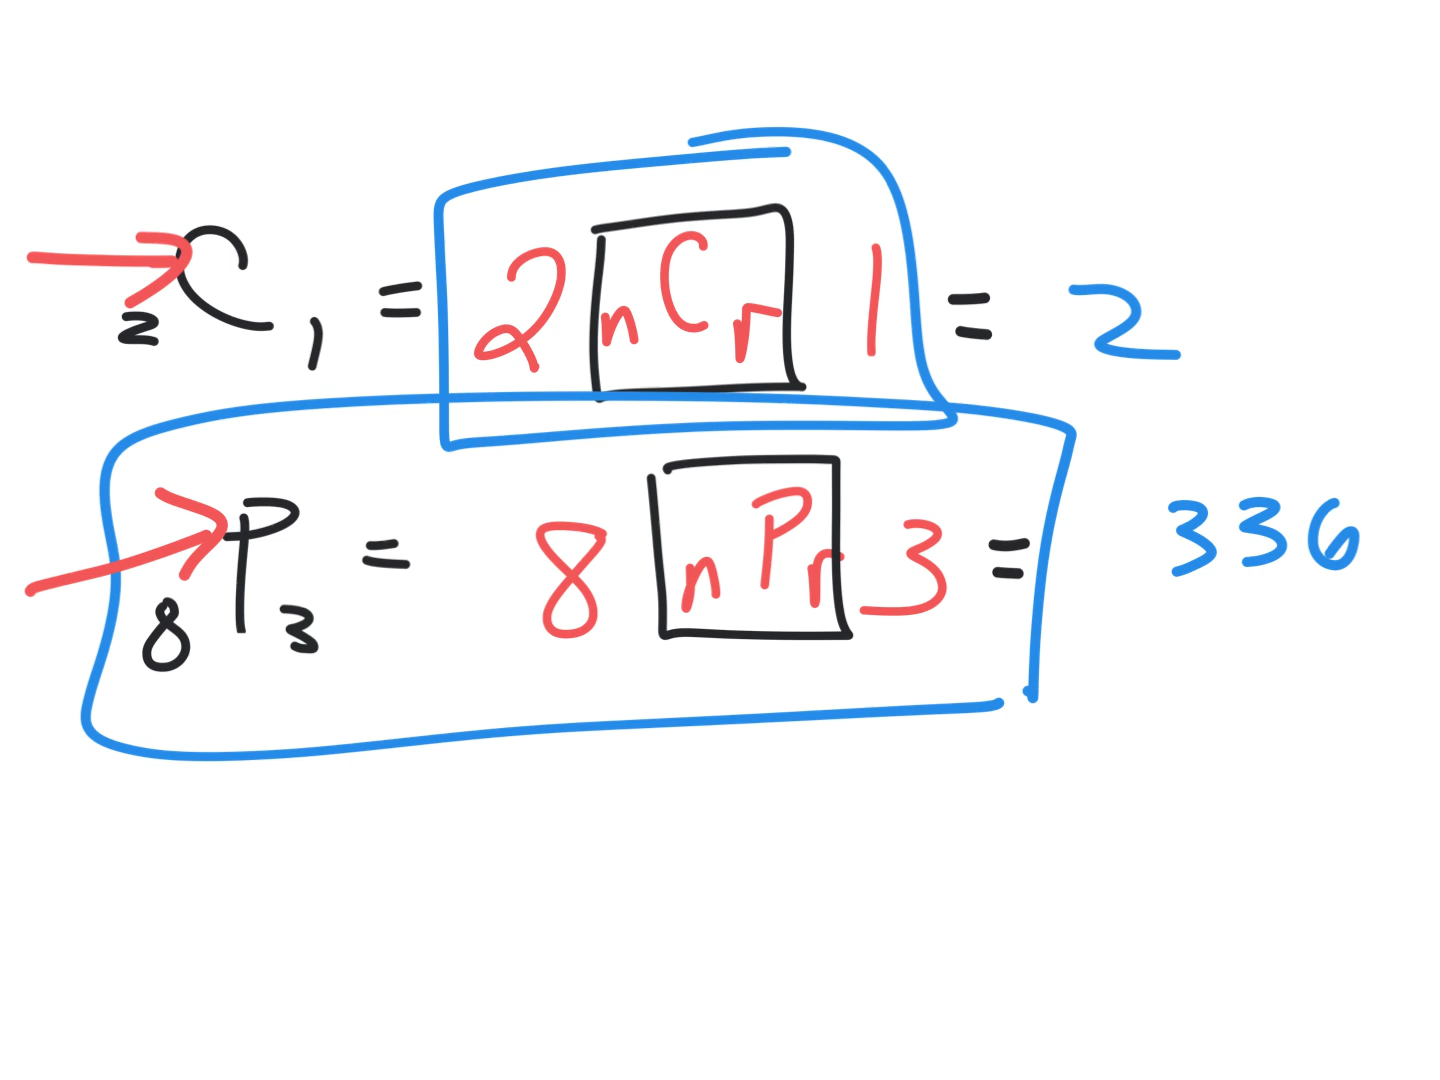 2C1 = 2 nCr 1 = 2
8P3 = 8 nPr 3 = 336